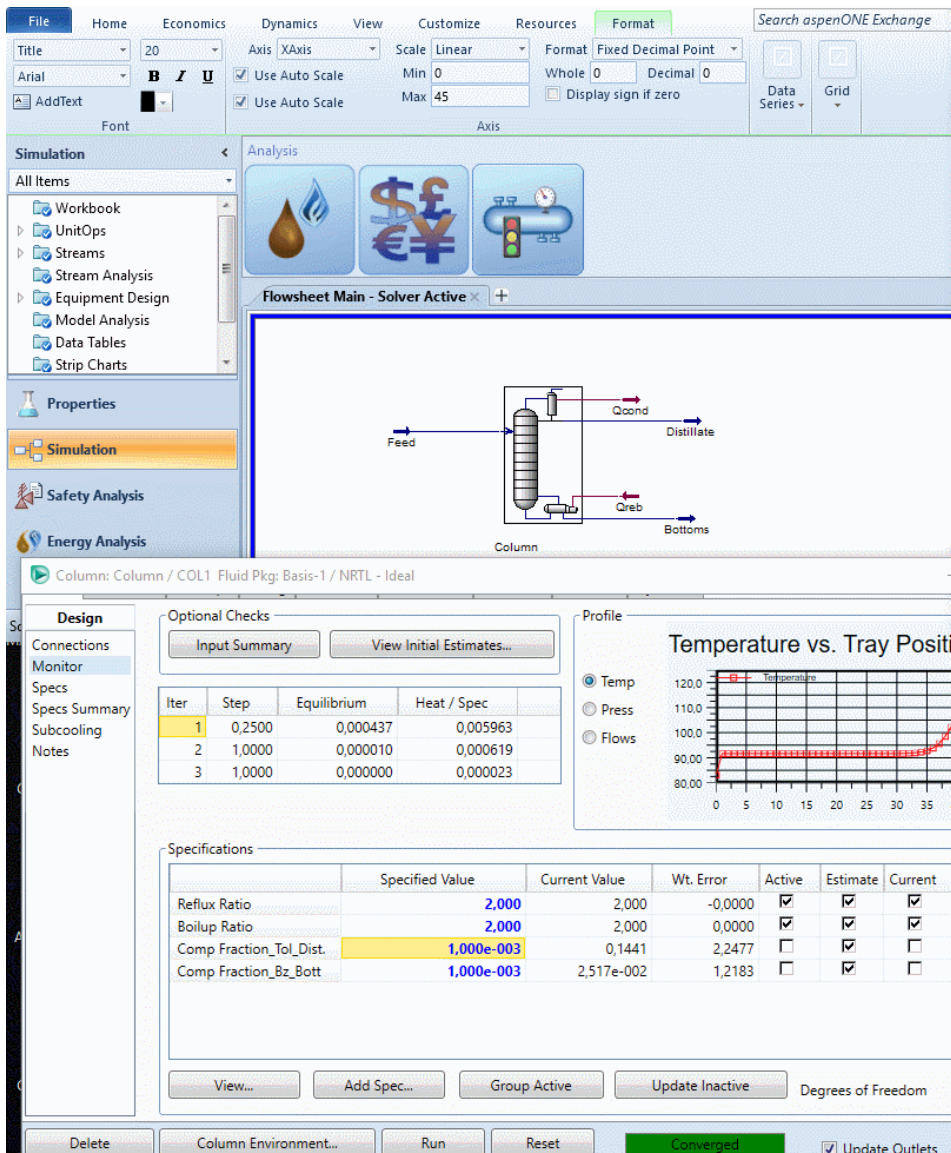 File Home Economics Dynamics View Customize Resources Format Search aspenONE Exchange
Title 20 Axis XAxis Scale Linear Format Fixed Decimal Point
Arial B I U Use Auto Scale Min 0 Whole 0 Decimal 0
AddText Use Auto Scale Max 45 Display sign if zero Data Series Grid
Font Axis
Simulation < Analysis
All Items
Workbook
UnitOps
Streams
Stream Analysis
Equipment Design
Model Analysis
Data Tables
Strip Charts
Flowsheet Main - Solver Active
Properties
Simulation
Safety Analysis
Energy Analysis
Qcond
Feed
Distillate
Qreb
Bottoms
Column
Column: Column / COL1 Fluid Pkg: Basis-1 / NRTL - Ideal
Design
Connections
Monitor
Specs
Specs Summary
Subcooling
Notes
Optional Checks
Input Summary View Initial Estimates...
Iter Step Equilibrium Heat / Spec
1 0,2500 0,000437 0,005963
2 1,0000 0,000010 0,000619
3 1,0000 0,000000 0,000023
Profile
Temp
Press
Flows
Temperature vs. Tray Positi
Temperature
120,0
110,0
100,0
90,00
80,00
0 5 10 15 20 25 30 35
Specifications
Specified Value Current Value Wt. Error Active Estimate Current
Reflux Ratio 2,000 2,000 -0,0000
Boilup Ratio 2,000 2,000 0,0000
Comp Fraction_Tol_Dist. 1,000e-003 0,1441 2,2477
Comp Fraction_Bz_Bott 1,000e-003 2,517e-002 1,2183
View... Add Spec... Group Active Update Inactive Degrees of Freedom
Delete Column Environment... Run Reset Converged Update Outlets